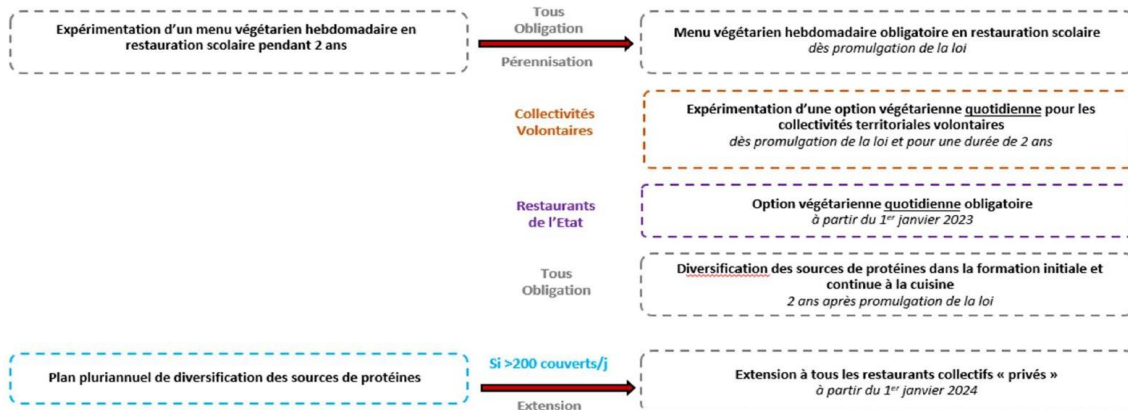 Expérimentation d'un menu végétarien hebdomadaire en
restauration scolaire pendant 2 ans
Tous
Obligation
Pérennisation
Menu végétarien hebdomadaire obligatoire en restauration scolaire
dès promulgation de la loi
Collectivités
Volontaires
Expérimentation d'une option végétarienne quotidienne pour les
collectivités territoriales volontaires
dès promulgation de la loi et pour une durée de 2 ans
Restaurants
de l'Etat
Option végétarienne quotidienne obligatoire
à partir du 1er janvier 2023
Tous
Obligation
Diversification des sources de protéines dans la formation initiale et
continue à la cuisine
2 ans après promulgation de la loi
Plan pluriannuel de diversification des sources de protéines
Si >200 couverts/j
Extension
Extension à tous les restaurants collectifs « privés »
à partir du 1er janvier 2024